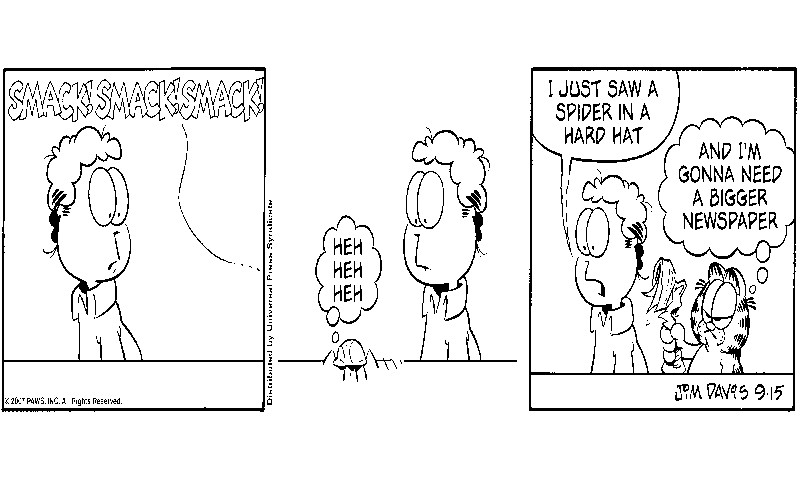 SMACK! SMACK! SMACK!
© 2007 PAWS, INC. All Rights Reserved.
Distributed by Universal Press Syndicate
HEH
HEH
HEH
I JUST SAW A
SPIDER IN A
HARD HAT
AND I'M
GONNA NEED
A BIGGER
NEWSPAPER
JIM DAVIS 9.15